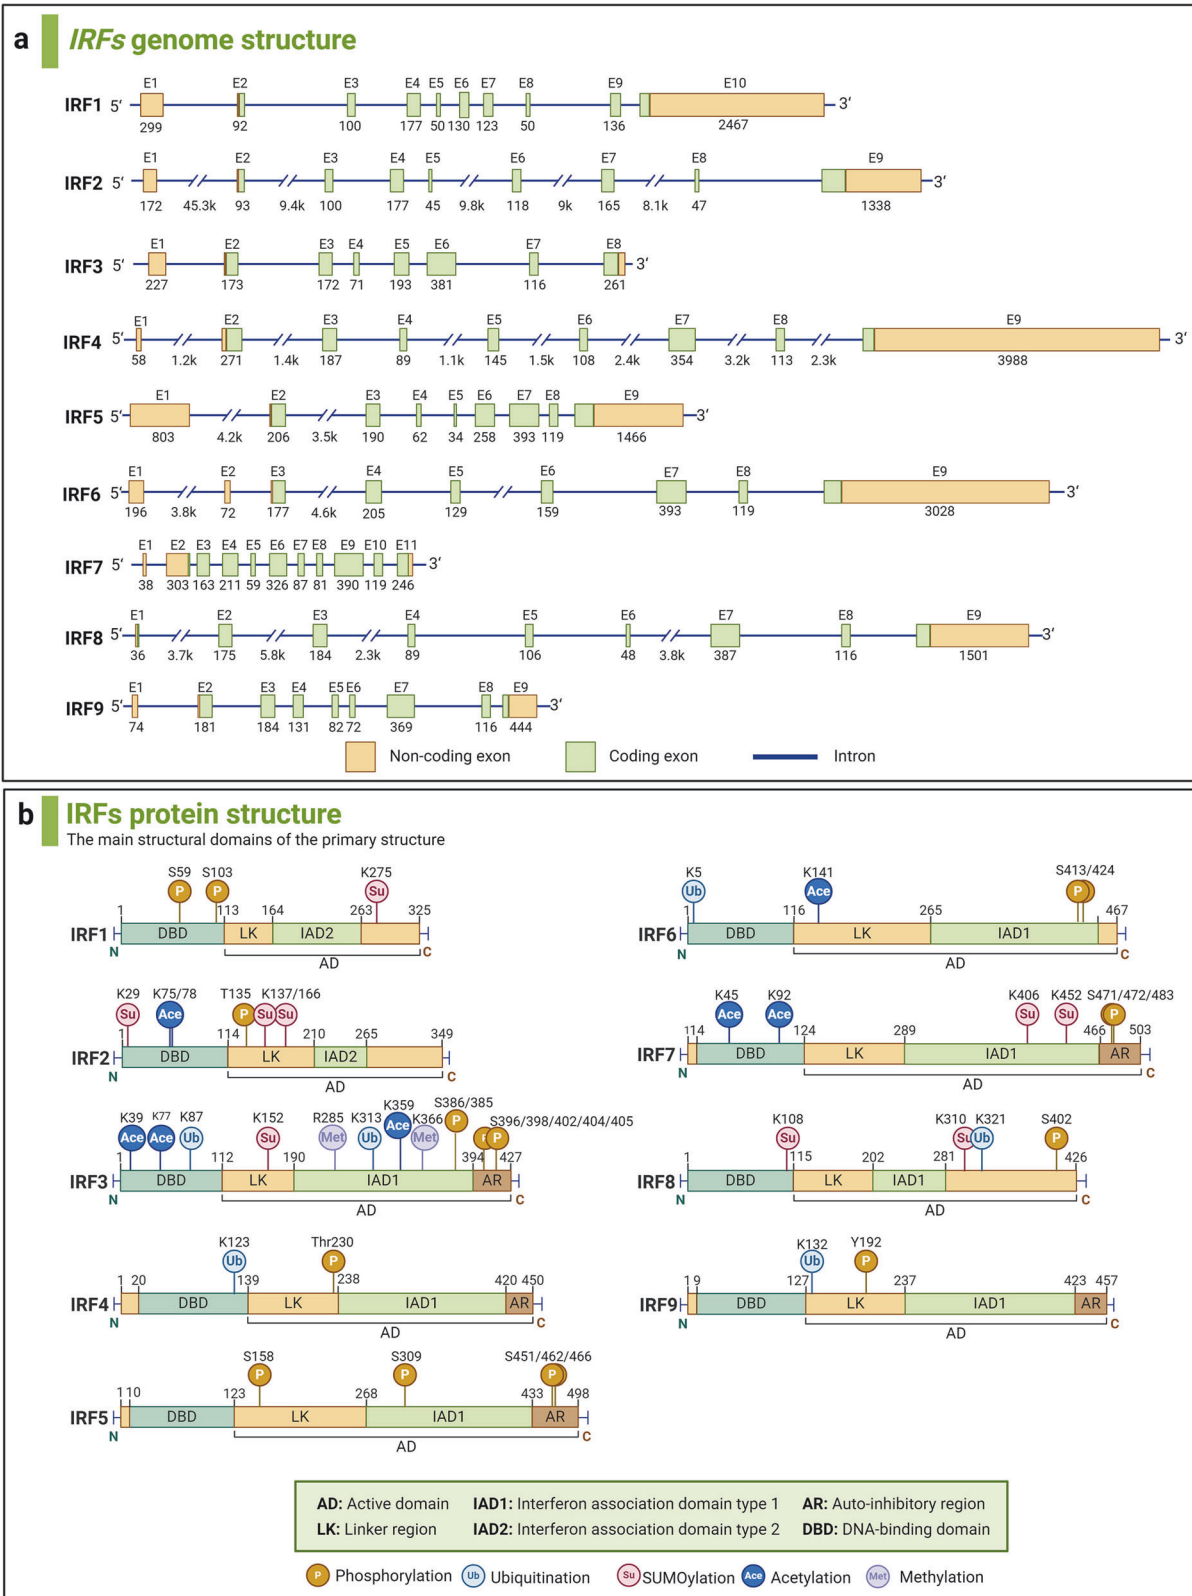 a IRFs genome structure
E1 E2 E3 E4 E5 E6 E7 E8 E9 E10
IRF1 5′ 3′
299 92 100 177 50 130 123 50 136 2467
E1 E2 E3 E4 E5 E6 E7 E8 E9
IRF2 5′ 3′
172 45.3k 93 9.4k 100 177 45 9.8k 118 9k 165 8.1k 47 1338
E1 E2 E3 E4 E5 E6 E7 E8
IRF3 5′ 3′
227 173 172 71 193 381 116 261
E1 E2 E3 E4 E5 E6 E7 E8 E9
IRF4 5′ 3′
58 1.2k 271 1.4k 187 89 1.1k 145 1.5k 108 2.4k 354 3.2k 113 2.3k 3988
E1 E2 E3 E4 E5 E6 E7 E8 E9
IRF5 5′ 3′
803 4.2k 206 3.5k 190 62 34 258 393 119 1466
E1 E2 E3 E4 E5 E6 E7 E8 E9
IRF6 5′ 3′
196 3.8k 72 177 4.6k 205 129 159 393 119 3028
E1 E2 E3 E4 E5 E6 E7 E8 E9 E10 E11
IRF7 5′ 3′
38 303 163 211 59 326 87 81 390 119 246
E1 E2 E3 E4 E5 E6 E7 E8 E9
IRF8 5′ 3′
36 3.7k 175 5.8k 184 2.3k 89 106 48 3.8k 387 116 1501
E1 E2 E3 E4 E5 E6 E7 E8 E9
IRF9 5′ 3′
74 181 184 131 82 72 369 116 444
Non-coding exon Coding exon Intron
b IRFs protein structure
The main structural domains of the primary structure
S59 S103 K275
P P Su
1 113 164 263 325
IRF1 DBD LK IAD2
N AD C
K29 K75/78 T135 K137/166
Su Ace P Su Su
1 114 210 265 349
IRF2 DBD LK IAD2
N AD C
K39 K77 K87 K152 R285 K313 K359 K366 S386/385 S396/398/402/404/405
Ace Ace Ub Su Met Ub Ace Met P P P
1 112 190 394 427
IRF3 DBD LK IAD1 AR
N AD C
K123 Thr230
Ub P
1 20 139 238 420 450
IRF4 DBD LK IAD1 AR
N AD C
S158 S309 S451/462/466
P P P
1 10 123 268 433 498
IRF5 DBD LK IAD1 AR
N AD C
K5 K141 S413/424
Ub Ace P
1 116 265 467
IRF6 DBD LK IAD1
N AD C
K45 K92 K406 K452 S471/472/483
Ace Ace Su Su P
1 14 124 289 466 503
IRF7 DBD LK IAD1 AR
N AD C
K108 K310 K321 S402
Su Su Ub P
1 115 202 281 426
IRF8 DBD LK IAD1
N AD C
K132 Y192
Ub P
1 9 127 237 423 457
IRF9 DBD LK IAD1 AR
N AD C
AD: Active domain IAD1: Interferon association domain type 1 AR: Auto-inhibitory region
LK: Linker region IAD2: Interferon association domain type 2 DBD: DNA-binding domain
P Phosphorylation Ub Ubiquitination Su SUMOylation Ace Acetylation Met Methylation